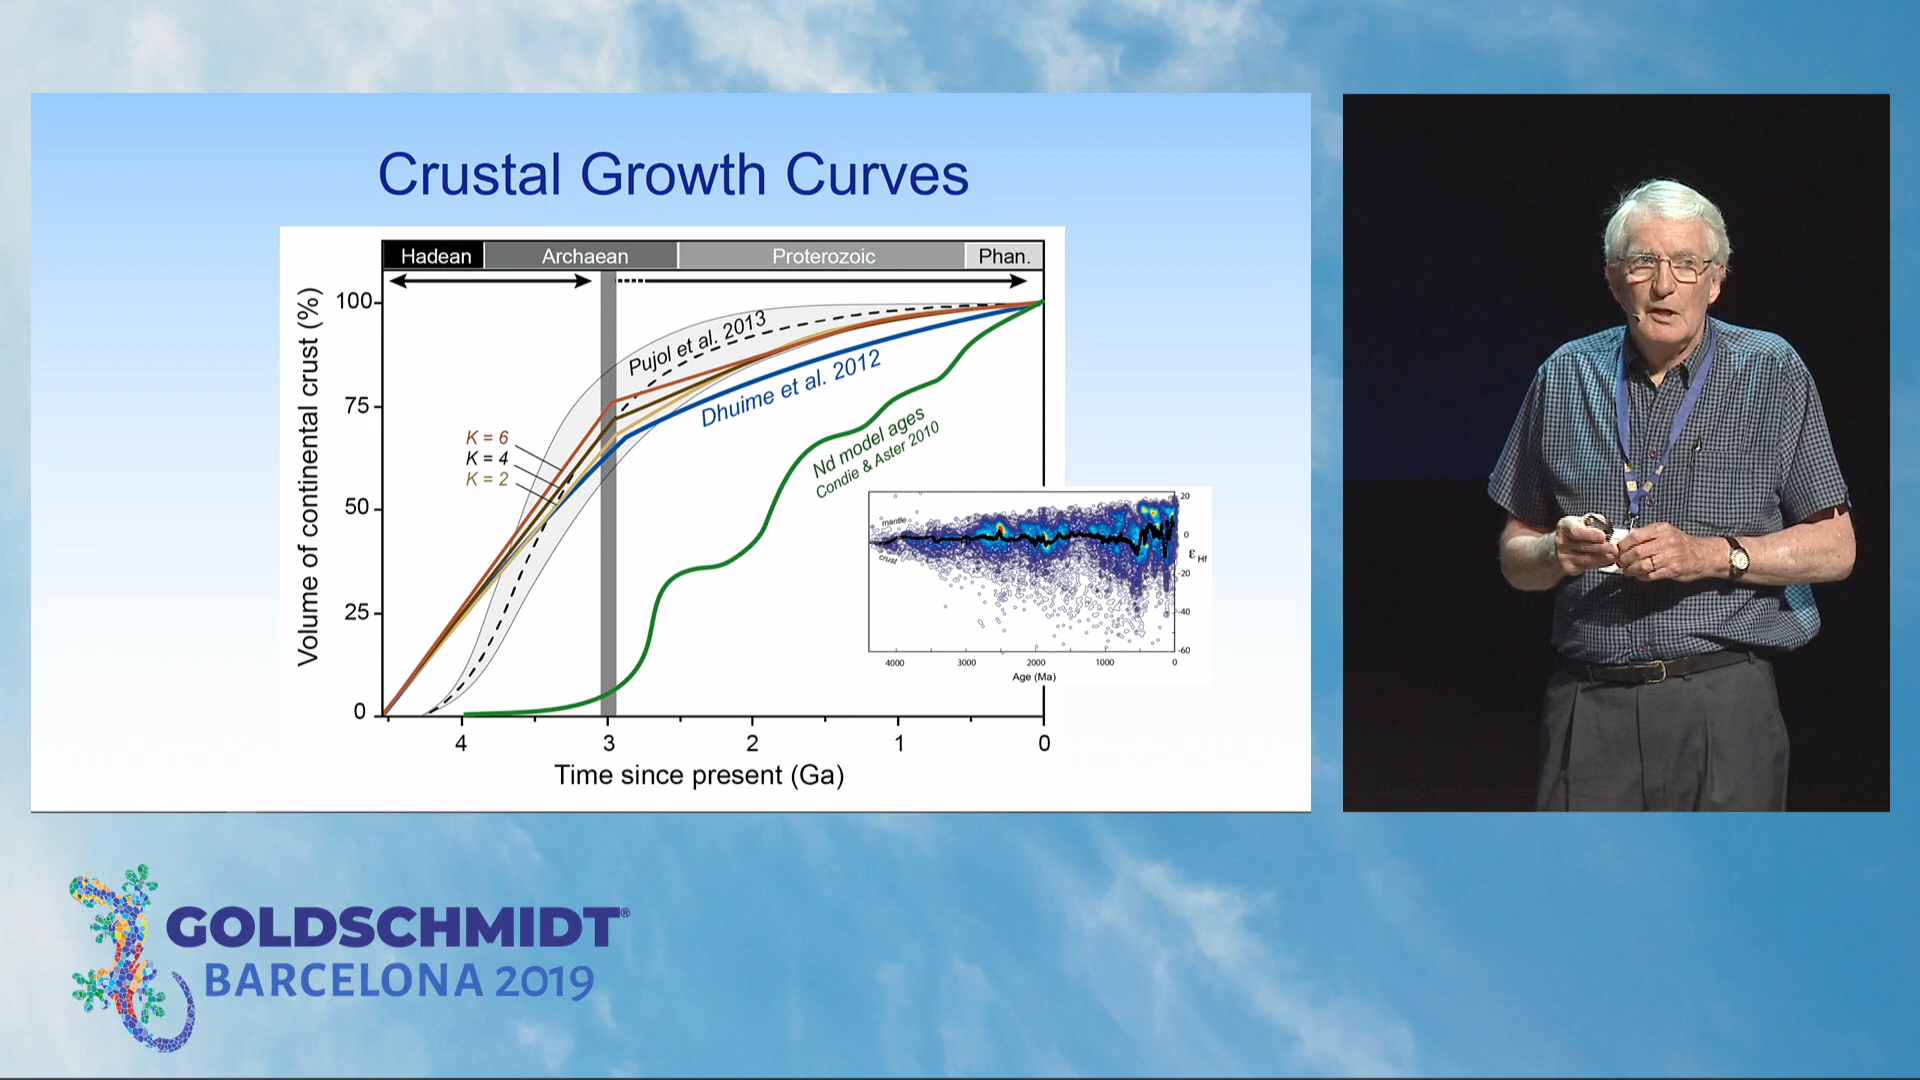 Crustal Growth Curves
Hadean
Archaean
Proterozoic
Phan.
Volume of continental crust (%)
100
75
50
25
0
Pujol et al. 2013
Dhuime et al. 2012
K = 6
K = 4
K = 2
Nd model ages
Condie & Aster 2010
4
3
2
1
0
Time since present (Ga)
mantle
crust
20
0
-20
-40
-60
ε Hf
4000
3000
2000
1000
0
Age (Ma)
GOLDSCHMIDT®
BARCELONA 2019